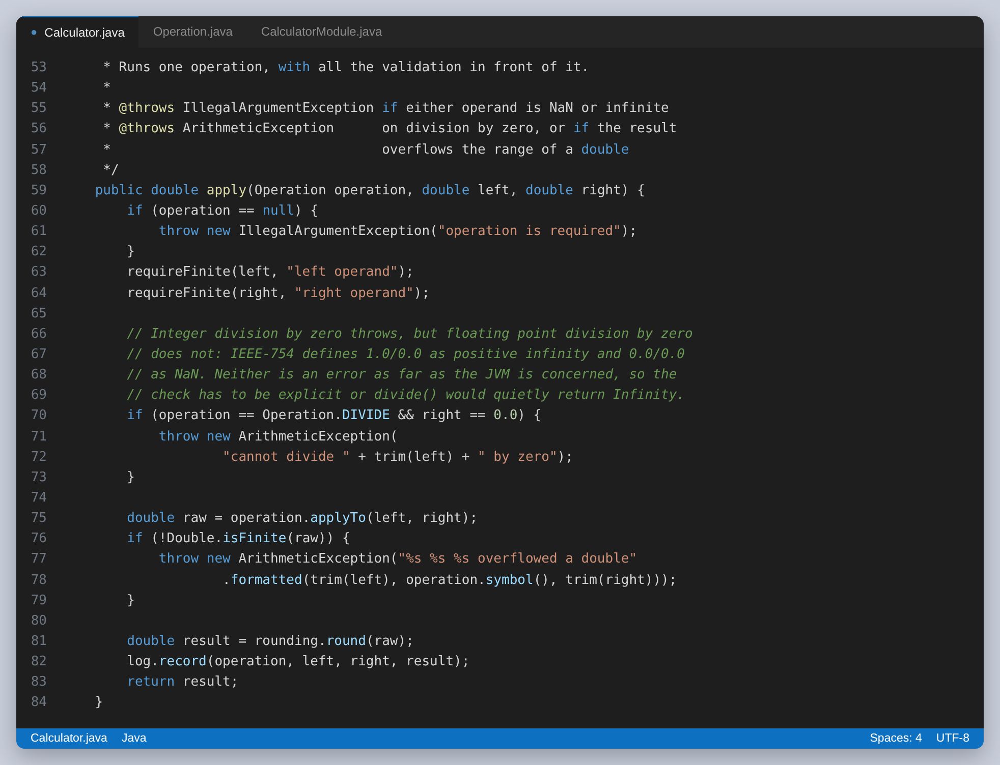 Calculator.java Operation.java CalculatorModule.java
53      * Runs one operation, with all the validation in front of it.
54      *
55      * @throws IllegalArgumentException if either operand is NaN or infinite
56      * @throws ArithmeticException      on division by zero, or if the result
57      *                                  overflows the range of a double
58      */
59     public double apply(Operation operation, double left, double right) {
60         if (operation == null) {
61             throw new IllegalArgumentException("operation is required");
62         }
63         requireFinite(left, "left operand");
64         requireFinite(right, "right operand");
65
66         // Integer division by zero throws, but floating point division by zero
67         // does not: IEEE-754 defines 1.0/0.0 as positive infinity and 0.0/0.0
68         // as NaN. Neither is an error as far as the JVM is concerned, so the
69         // check has to be explicit or divide() would quietly return Infinity.
70         if (operation == Operation.DIVIDE && right == 0.0) {
71             throw new ArithmeticException(
72                     "cannot divide " + trim(left) + " by zero");
73         }
74
75         double raw = operation.applyTo(left, right);
76         if (!Double.isFinite(raw)) {
77             throw new ArithmeticException("%s %s %s overflowed a double"
78                     .formatted(trim(left), operation.symbol(), trim(right)));
79         }
80
81         double result = rounding.round(raw);
82         log.record(operation, left, right, result);
83         return result;
84     }
Calculator.java Java Spaces: 4 UTF-8